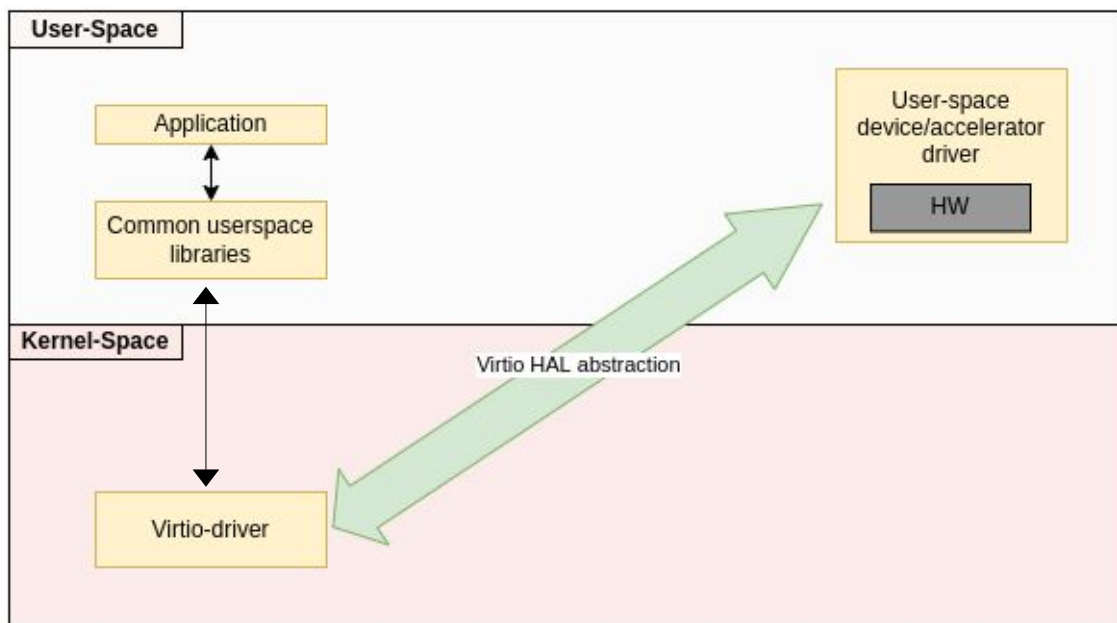 User-Space
Application
Common userspace
libraries
User-space
device/accelerator
driver
HW
Kernel-Space
Virtio HAL abstraction
Virtio-driver